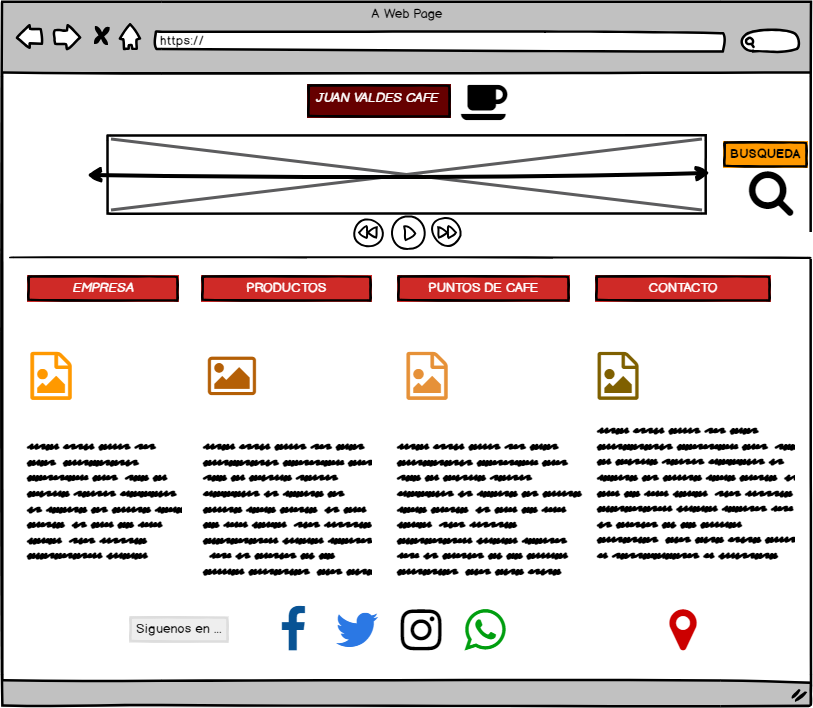 A Web Page
https://
JUAN VALDES CAFE
BUSQUEDA
EMPRESA
PRODUCTOS
PUNTOS DE CAFE
CONTACTO
Siguenos en ...